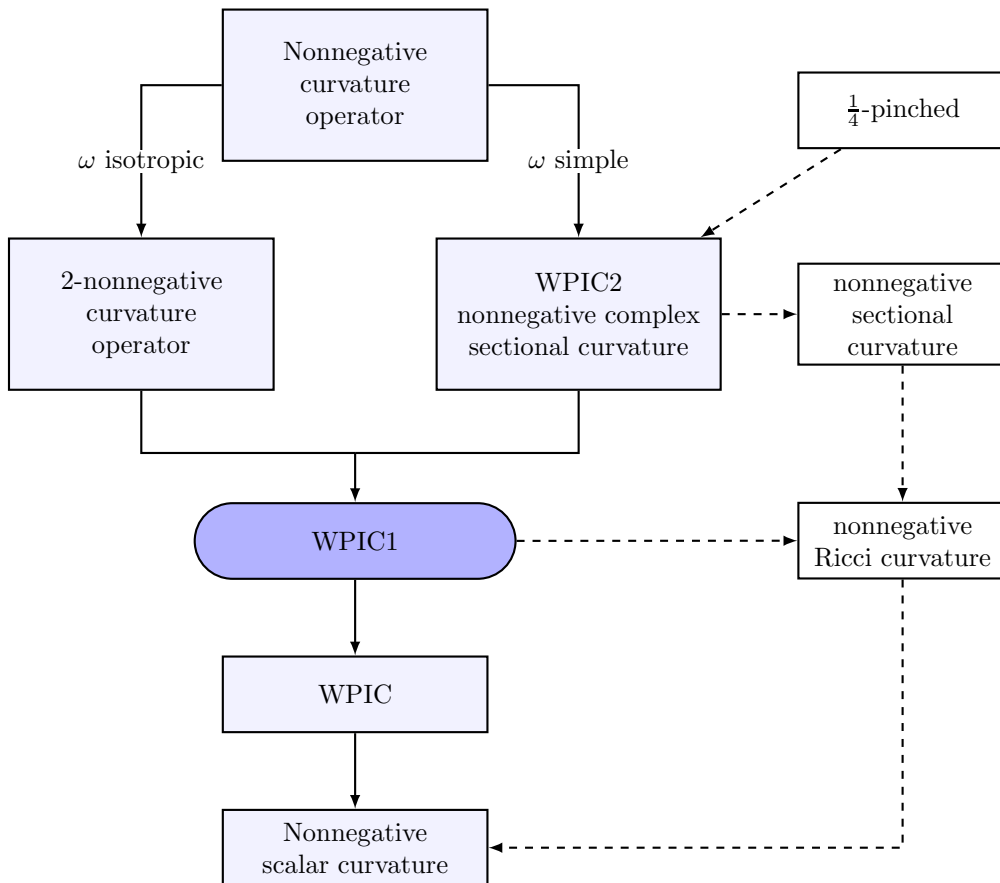 Nonnegative
curvature
operator
1/4-pinched
ω isotropic
ω simple
2-nonnegative
curvature
operator
WPIC2
nonnegative complex
sectional curvature
nonnegative
sectional
curvature
WPIC1
nonnegative
Ricci curvature
WPIC
Nonnegative
scalar curvature